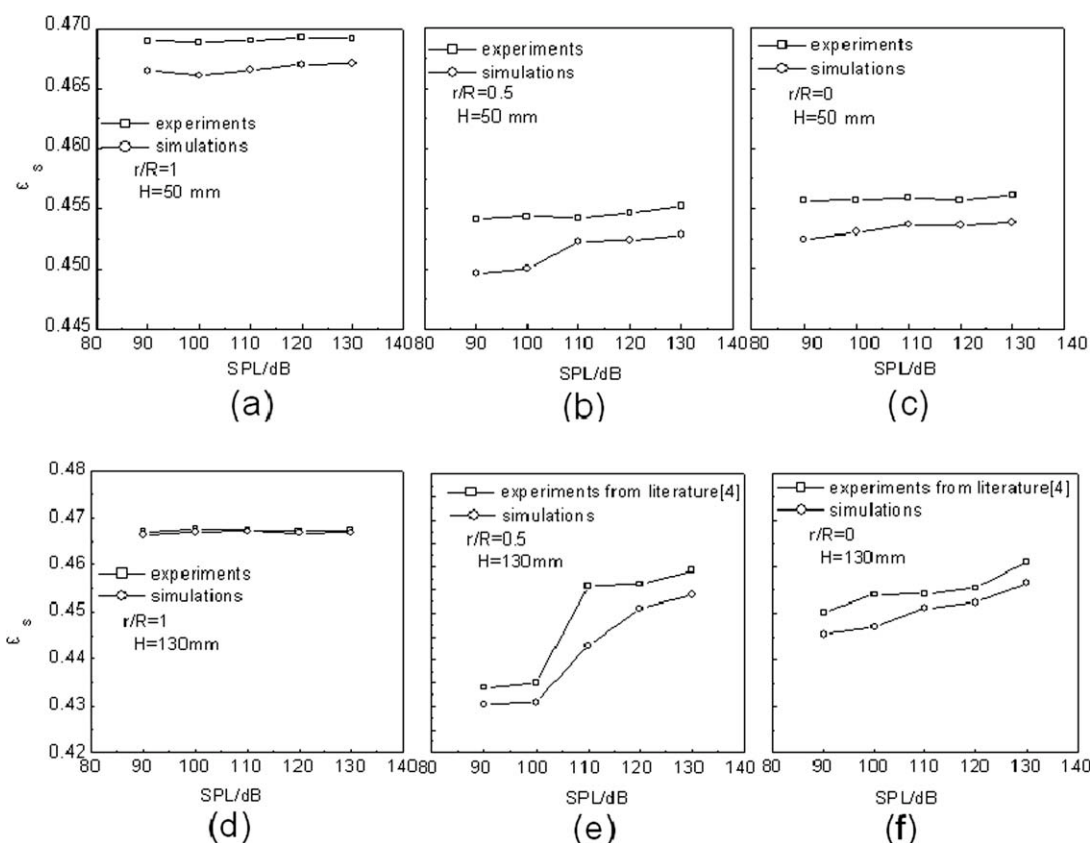 0.470
0.465
0.460
0.455
0.450
0.445
ε s
experiments
simulations
r/R=1
H=50 mm
80 90 100 110 120 130 140
SPL/dB
(a)
experiments
simulations
r/R=0.5
H=50 mm
80 90 100 110 120 130 140
SPL/dB
(b)
experiments
simulations
r/R=0
H=50 mm
80 90 100 110 120 130 140
SPL/dB
(c)
0.48
0.47
0.46
0.45
0.44
0.43
0.42
ε s
experiments
simulations
r/R=1
H=130mm
80 90 100 110 120 130 140
SPL/dB
(d)
experiments from literature[4]
simulations
r/R=0.5
H=130mm
80 90 100 110 120 130 140
SPL/dB
(e)
experiments from literature[4]
simulations
r/R=0
H=130mm
80 90 100 110 120 130 140
SPL/dB
(f)